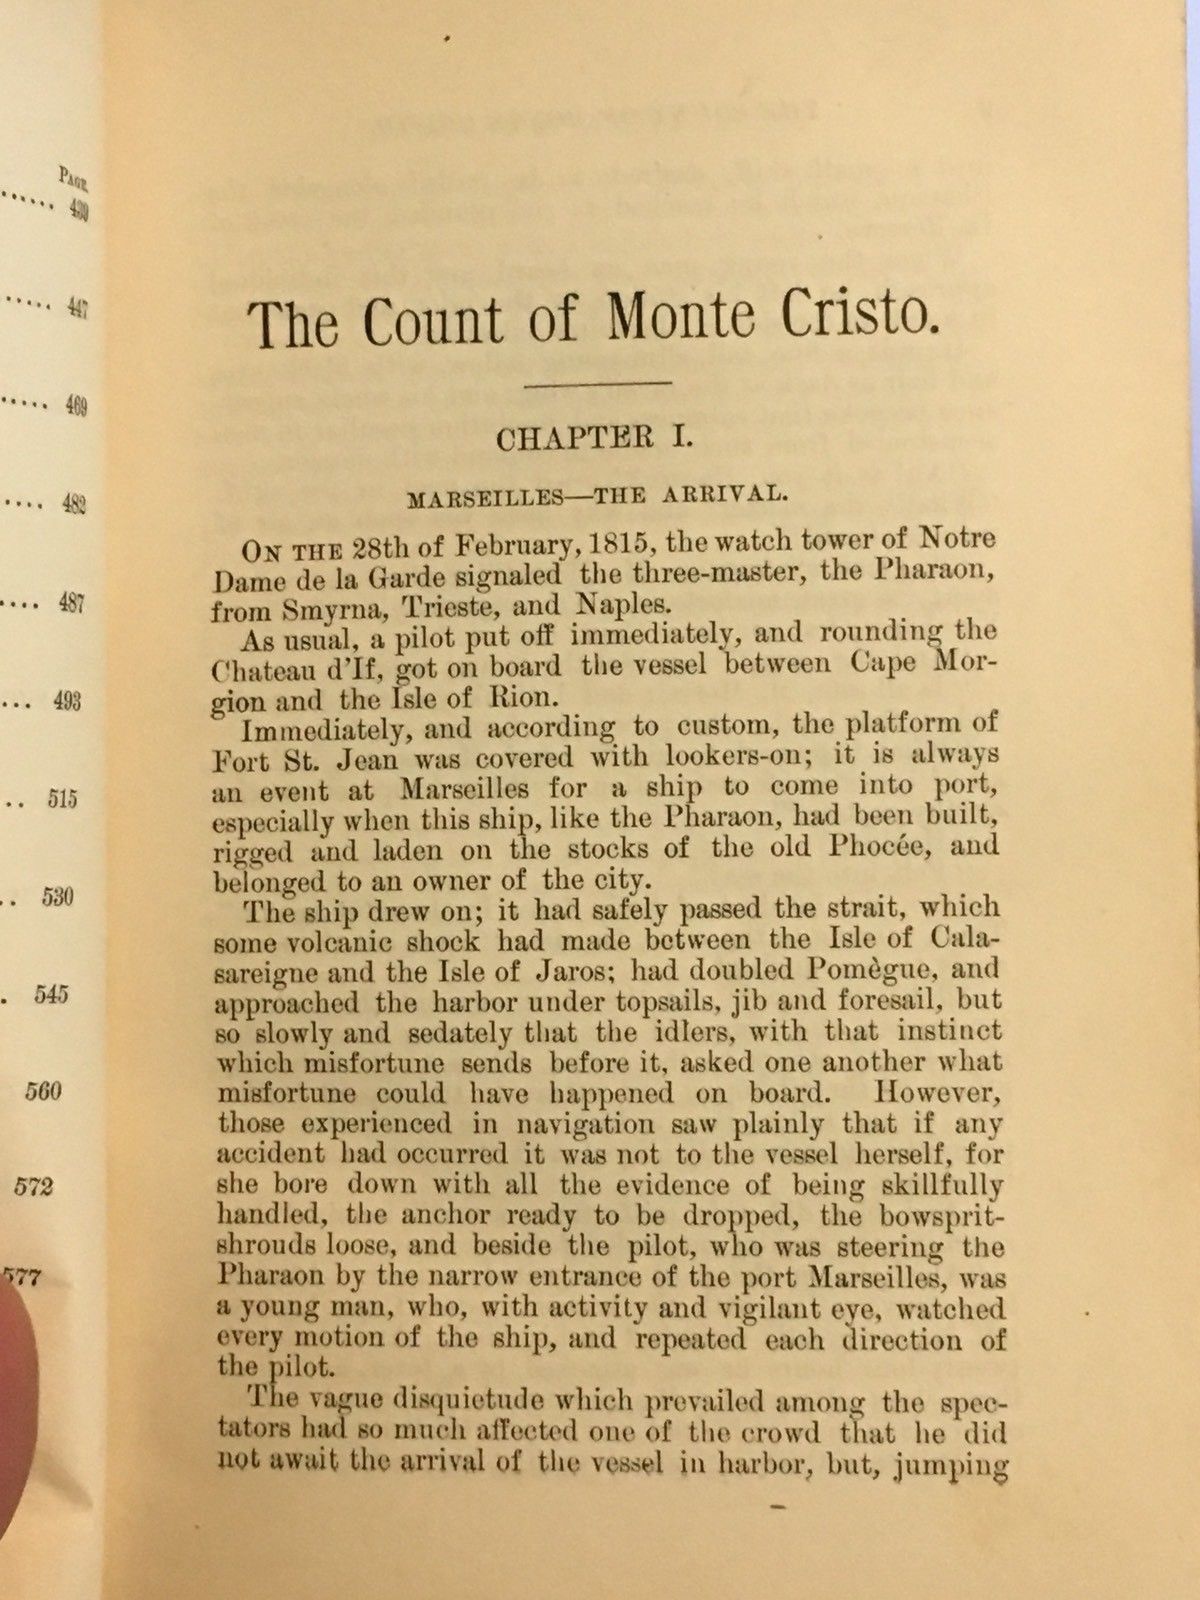 Page
439
447
469
482
487
493
515
530
545
560
572
577
The Count of Monte Cristo.
CHAPTER I.
MARSEILLES—THE ARRIVAL.
ON THE 28th of February, 1815, the watch tower of Notre
Dame de la Garde signaled the three-master, the Pharaon,
from Smyrna, Trieste, and Naples.
As usual, a pilot put off immediately, and rounding the
Chateau d'If, got on board the vessel between Cape Mor-
gion and the Isle of Rion.
Immediately, and according to custom, the platform of
Fort St. Jean was covered with lookers-on; it is always
an event at Marseilles for a ship to come into port,
especially when this ship, like the Pharaon, had been built,
rigged and laden on the stocks of the old Phocée, and
belonged to an owner of the city.
The ship drew on; it had safely passed the strait, which
some volcanic shock had made between the Isle of Cala-
sareigne and the Isle of Jaros; had doubled Pomègue, and
approached the harbor under topsails, jib and foresail, but
so slowly and sedately that the idlers, with that instinct
which misfortune sends before it, asked one another what
misfortune could have happened on board. However,
those experienced in navigation saw plainly that if any
accident had occurred it was not to the vessel herself, for
she bore down with all the evidence of being skillfully
handled, the anchor ready to be dropped, the bowsprit-
shrouds loose, and beside the pilot, who was steering the
Pharaon by the narrow entrance of the port Marseilles, was
a young man, who, with activity and vigilant eye, watched
every motion of the ship, and repeated each direction of
the pilot.
The vague disquietude which prevailed among the spec-
tators had so much affected one of the crowd that he did
not await the arrival of the vessel in harbor, but, jumping